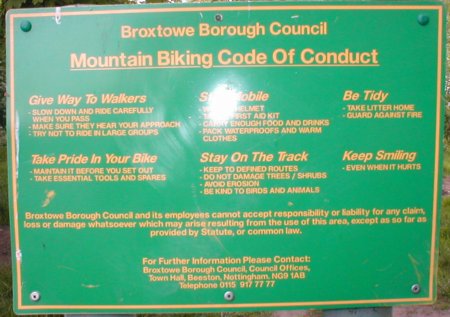 Broxtowe Borough Council
Mountain Biking Code Of Conduct
Give Way To Walkers
- SLOW DOWN AND RIDE CAREFULLY
WHEN YOU PASS
- MAKE SURE THEY HEAR YOUR APPROACH
- TRY NOT TO RIDE IN LARGE GROUPS
- HELMET
- FIRST AID KIT
- CARRY ENOUGH FOOD AND DRINKS
- PACK WATERPROOFS AND WARM
CLOTHES
Be Tidy
- TAKE LITTER HOME
- GUARD AGAINST FIRE
Take Pride In Your Bike
- MAINTAIN IT BEFORE YOU SET OUT
- TAKE ESSENTIAL TOOLS AND SPARES
Stay On The Track
- KEEP TO DEFINED ROUTES
- DO NOT DAMAGE TREES / SHRUBS
- AVOID EROSION
- BE KIND TO BIRDS AND ANIMALS
Keep Smiling
- EVEN WHEN IT HURTS
Broxtowe Borough Council and its employees cannot accept responsibility or liability for any claim,
loss or damage whatsoever which may arise resulting from the use of this area, except as so far as
provided by Statute, or common law.
For Further Information Please Contact:
Broxtowe Borough Council, Council Offices,
Town Hall, Beeston, Nottingham. NG9 1AB
Telephone 0115 917 77 77